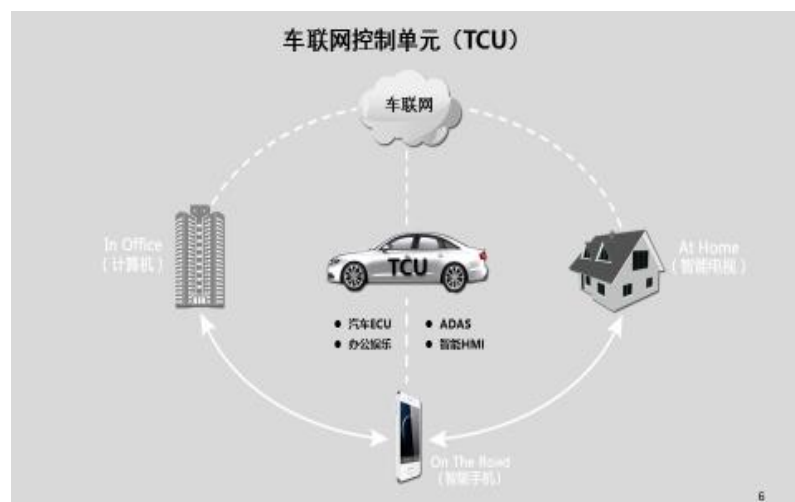 车联网控制单元（TCU）
车联网
In Office
（计算机）
TCU
At Home
（智能电视）
● 汽车ECU
● ADAS
● 办公娱乐
● 智能HMI
On The Road
（智能手机）
6